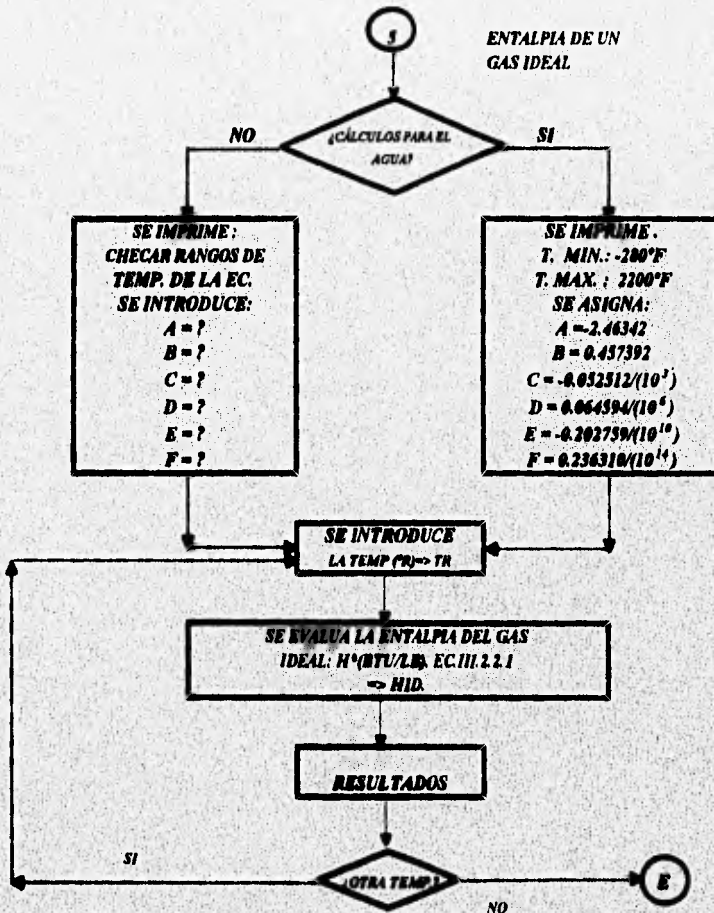 5
ENTALPIA DE UN
GAS IDEAL
¿CÁLCULOS PARA EL
AGUA?
NO
SI
SE IMPRIME :
CHECAR RANGOS DE
TEMP. DE LA EC.
SE INTRODUCE:
A = ?
B = ?
C = ?
D = ?
E = ?
F = ?
SE IMPRIME .
T. MIN.: -280°F
T. MAX. : 2200°F
SE ASIGNA:
A =-2.46342
B = 0.457392
C = -0.052512/(10³)
D = 0.064594/(10⁶)
E = -0.202759/(10¹⁰)
F = 0.236310/(10¹⁴)
SE INTRODUCE
LA TEMP (°R)=> TR
SE EVALUA LA ENTALPIA DEL GAS
IDEAL: H°(BTU/LB). EC.III.2.2.1
=> HID.
RESULTADOS
SI
¿OTRA TEMP.?
E
NO